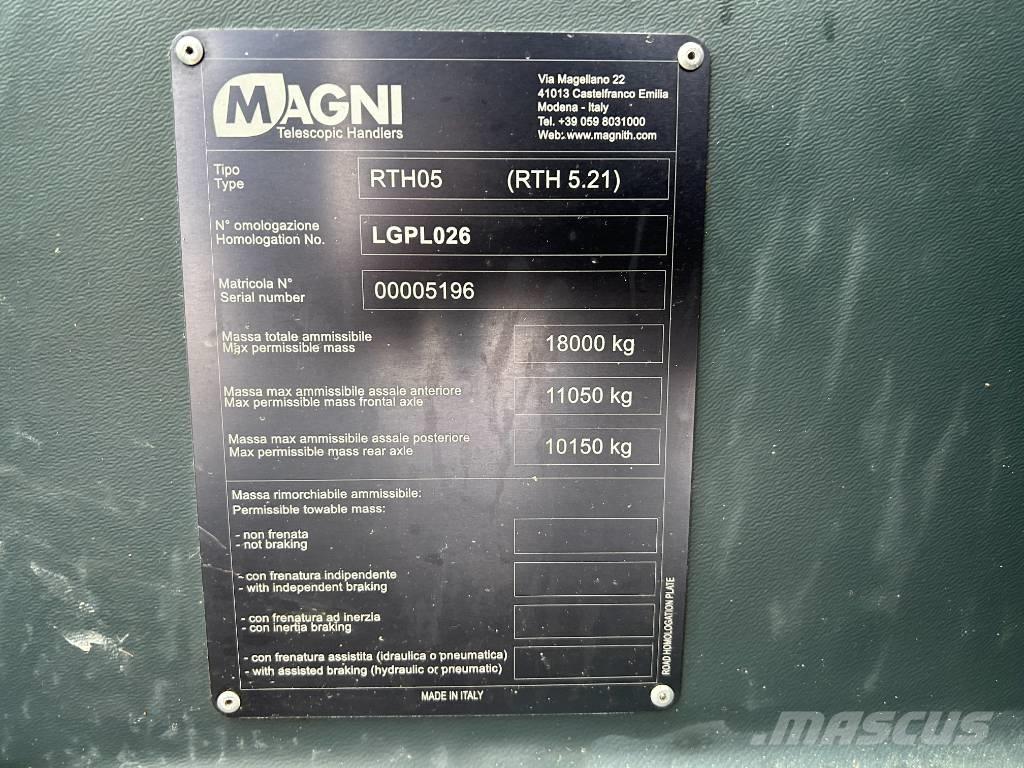 MAGNI
Telescopic Handlers
Via Magellano 22
41013 Castelfranco Emilia
Modena - Italy
Tel. +39 059 8031000
Web: www.magnith.com
Tipo
Type
RTH05 (RTH 5.21)
N° omologazione
Homologation No.
LGPL026
Matricola N°
Serial number
00005196
Massa totale ammissibile
Max permissible mass
18000 kg
Massa max ammissibile assale anteriore
Max permissible mass frontal axle
11050 kg
Massa max ammissibile assale posteriore
Max permissible mass rear axle
10150 kg
Massa rimorchiabile ammissibile:
Permissible towable mass:
- non frenata
- not braking
- con frenatura indipendente
- with independent braking
- con frenatura ad inerzia
- con inertia braking
- con frenatura assistita (idraulica o pneumatica)
- with assisted braking (hydraulic or pneumatic)
ROAD HOMOLOGATION PLATE
MADE IN ITALY
MASCUS